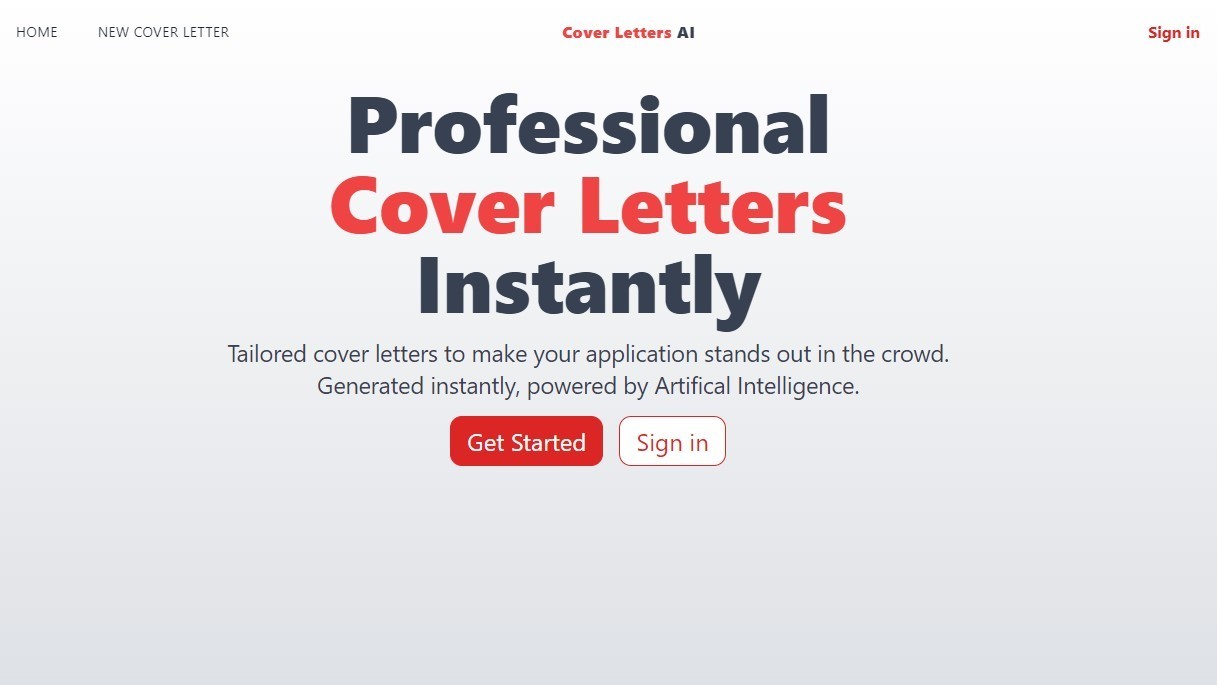 HOME
NEW COVER LETTER
Cover Letters AI
Sign in
Professional
Cover Letters
Instantly
Tailored cover letters to make your application stands out in the crowd.
Generated instantly, powered by Artifical Intelligence.
Get Started
Sign in